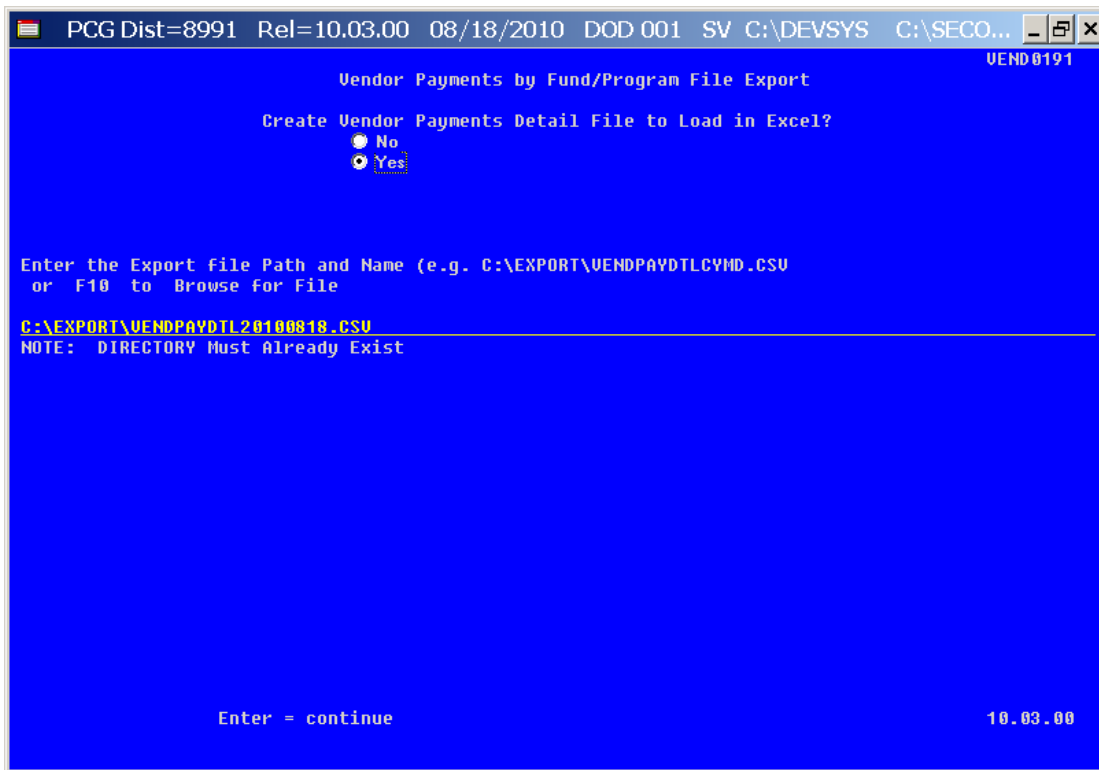 PCG Dist=8991 Rel=10.03.00 08/18/2010 DOD 001 SV C:\DEVSYS C:\SECO...
VEND0191
Vendor Payments by Fund/Program File Export
Create Vendor Payments Detail File to Load in Excel?
No
Yes
Enter the Export file Path and Name (e.g. C:\EXPORT\VENDPAYDTLCYMD.CSV
or F10 to Browse for File
C:\EXPORT\VENDPAYDTL20100818.CSV
NOTE: DIRECTORY Must Already Exist
Enter = continue 10.03.00